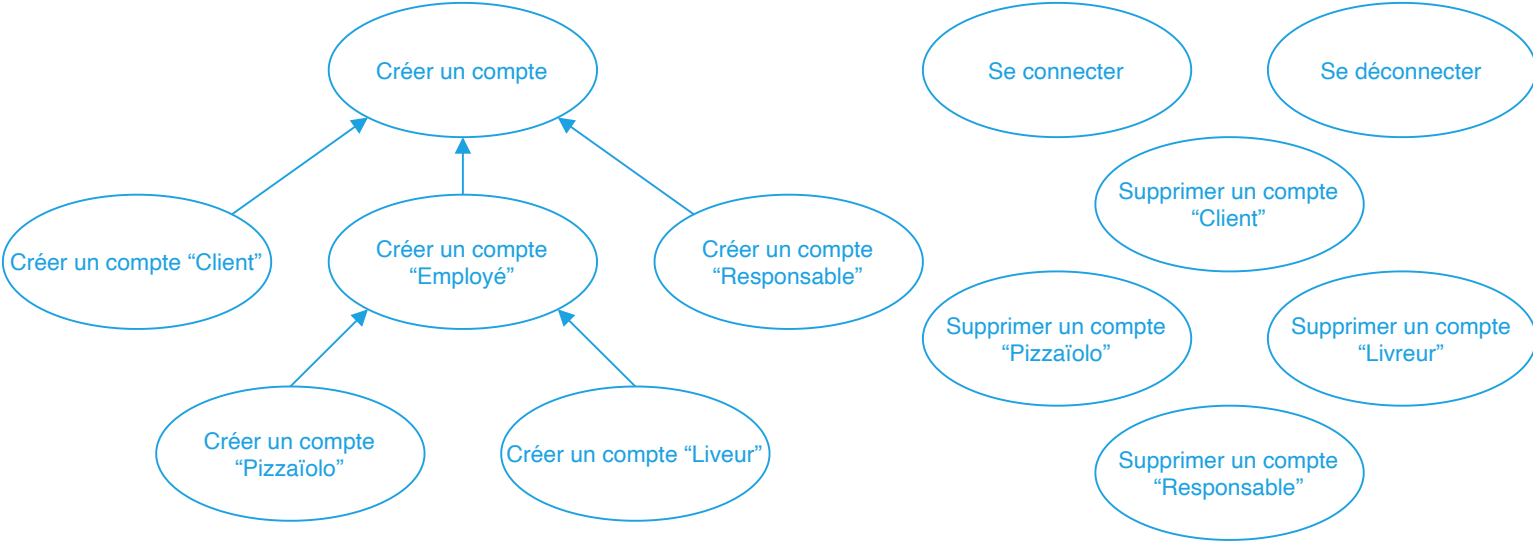 Créer un compte
Se connecter
Se déconnecter
Supprimer un compte
“Client”
Créer un compte “Client”
Créer un compte
“Employé”
Créer un compte
“Responsable”
Supprimer un compte
“Pizzaïolo”
Supprimer un compte
“Livreur”
Créer un compte
“Pizzaïolo”
Créer un compte “Liveur”
Supprimer un compte
“Responsable”